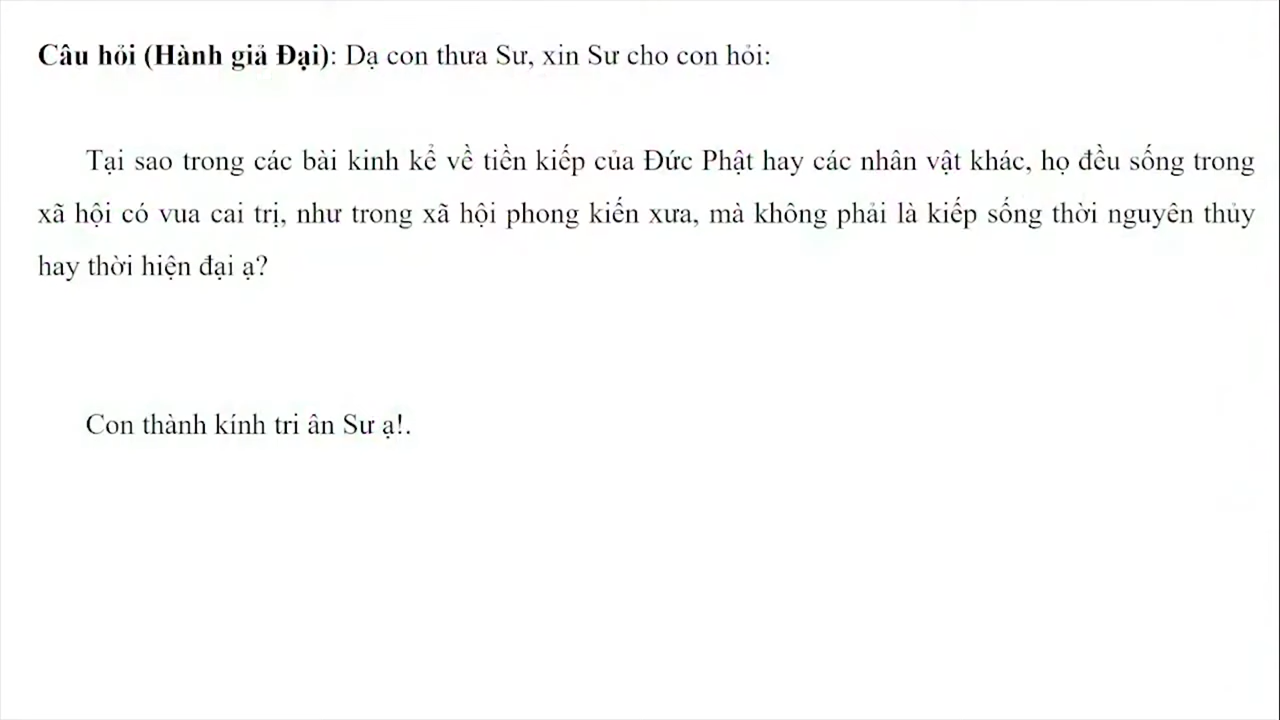 Câu hỏi (Hành giả Đại): Dạ con thưa Sư, xin Sư cho con hỏi:
Tại sao trong các bài kinh kể về tiền kiếp của Đức Phật hay các nhân vật khác, họ đều sống trong
xã hội có vua cai trị, như trong xã hội phong kiến xưa, mà không phải là kiếp sống thời nguyên thủy
hay thời hiện đại ạ?
Con thành kính tri ân Sư ạ!.